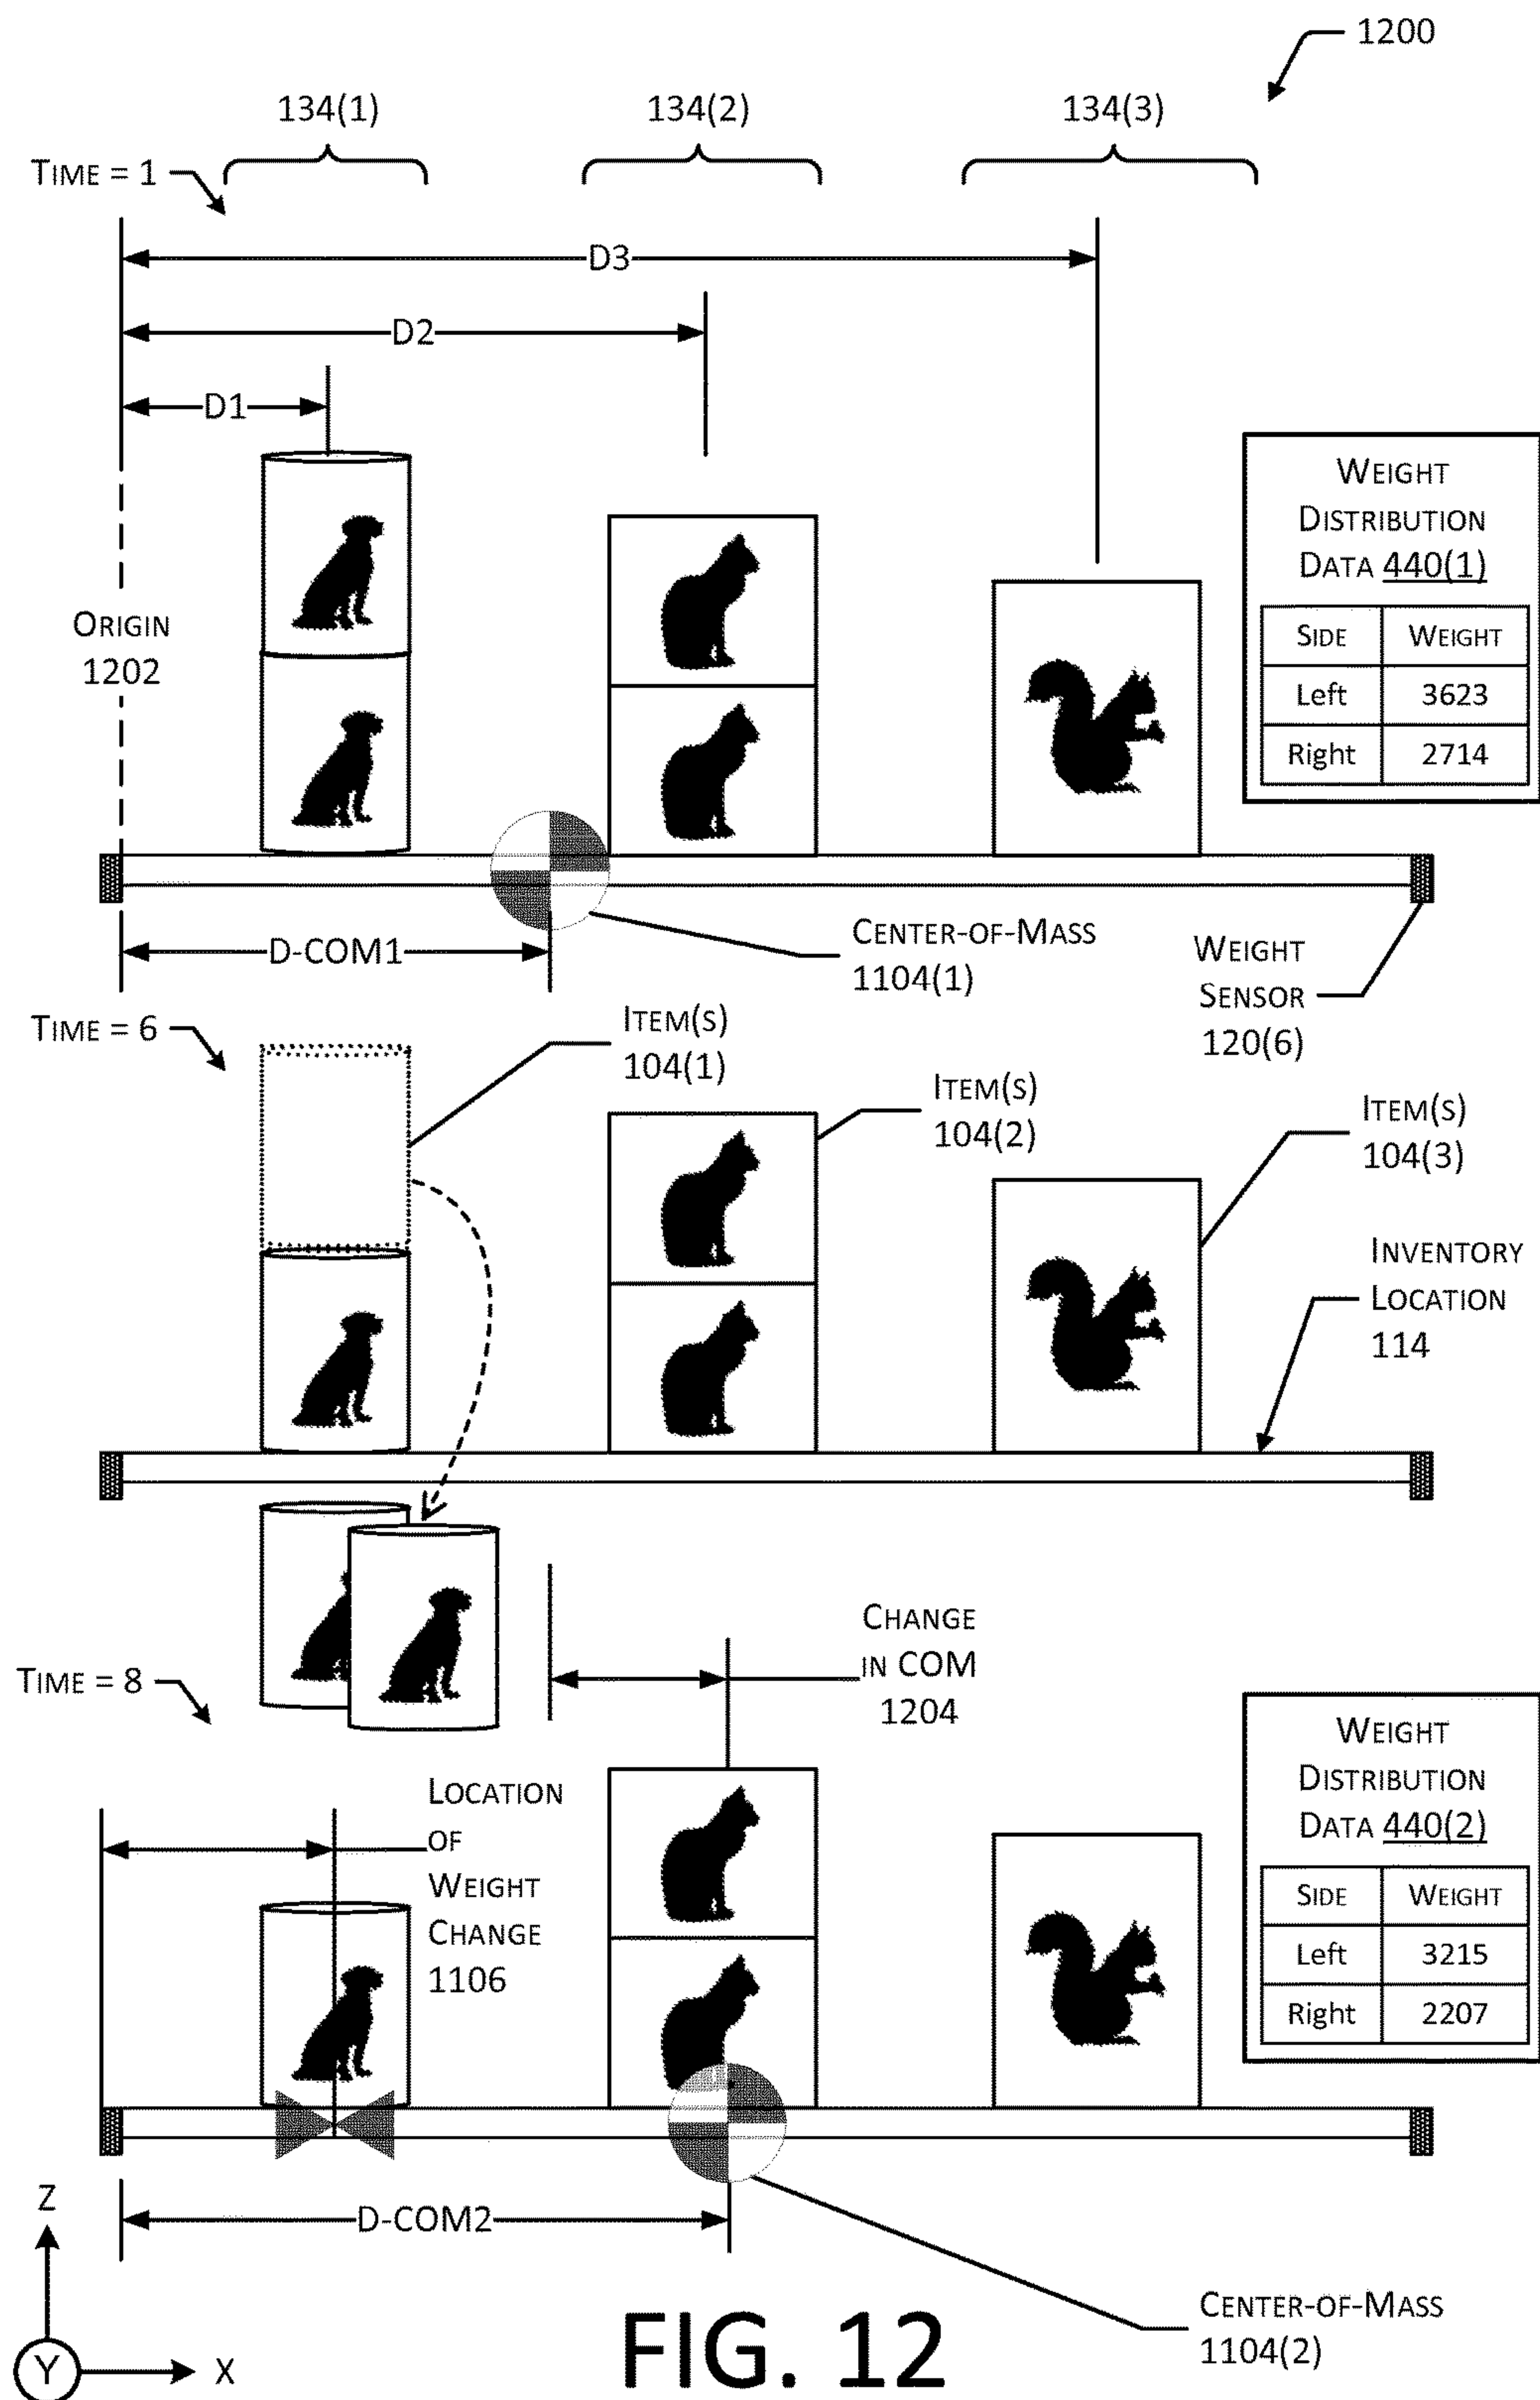 1200
134(1) 134(2) 134(3)
TIME = 1
D3
D2
D1
WEIGHT
DISTRIBUTION
DATA 440(1)
SIDE WEIGHT
Left 3623
Right 2714
ORIGIN
1202
D-COM1
CENTER-OF-MASS
1104(1)
WEIGHT
SENSOR
120(6)
TIME = 6
ITEM(S)
104(1)
ITEM(S)
104(2)
ITEM(S)
104(3)
INVENTORY
LOCATION
114
CHANGE
IN COM
1204
TIME = 8
WEIGHT
DISTRIBUTION
DATA 440(2)
SIDE WEIGHT
Left 3215
Right 2207
LOCATION
OF
WEIGHT
CHANGE
1106
D-COM2
CENTER-OF-MASS
1104(2)
Z
Y
X
FIG. 12